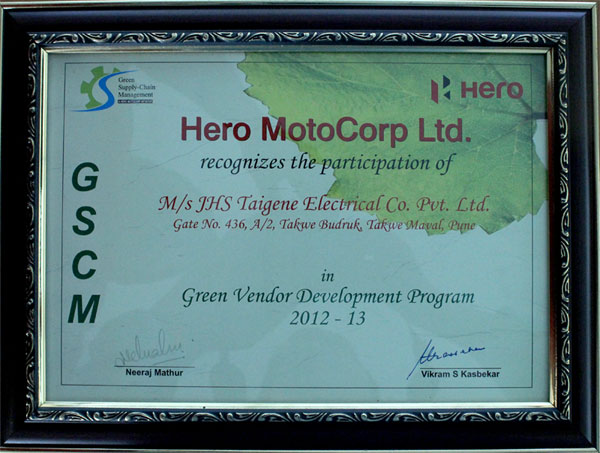 Green
Supply-Chain
Management
Hero
Hero MotoCorp Ltd.
recognizes the participation of
M/s JHS Taigene Electrical Co. Pvt. Ltd.
Gate No. 436, A/2, Takwe Budruk, Takwe Maval, Pune
GSCM
in
Green Vendor Development Program
2012 - 13
Neeraj Mathur
Vikram S Kasbekar